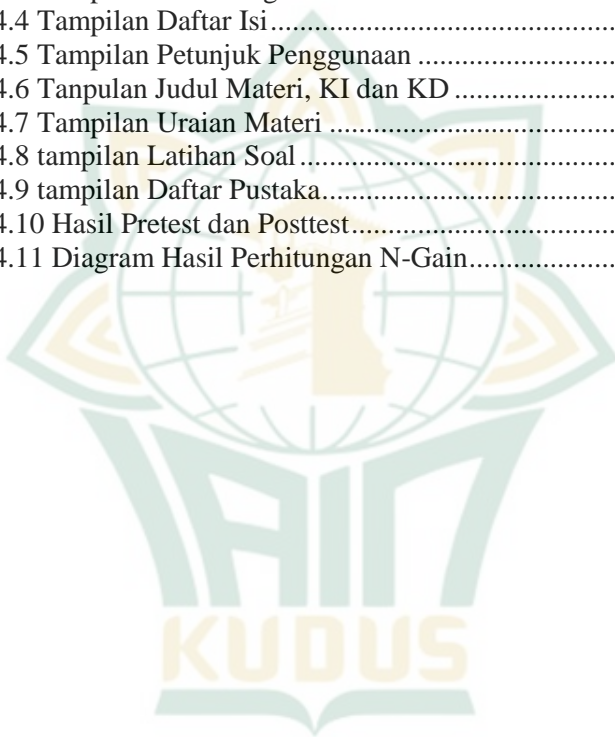 4.4 Tampilan Daftar Isi.......................................
4.5 Tampilan Petunjuk Penggunaan ......................
4.6 Tanpulan Judul Materi, KI dan KD ..................
4.7 Tampilan Uraian Materi ..................................
4.8 tampilan Latihan Soal ......................................
4.9 tampilan Daftar Pustaka...................................
4.10 Hasil Pretest dan Posttest...............................
4.11 Diagram Hasil Perhitungan N-Gain..................
IAIN
KUDUS